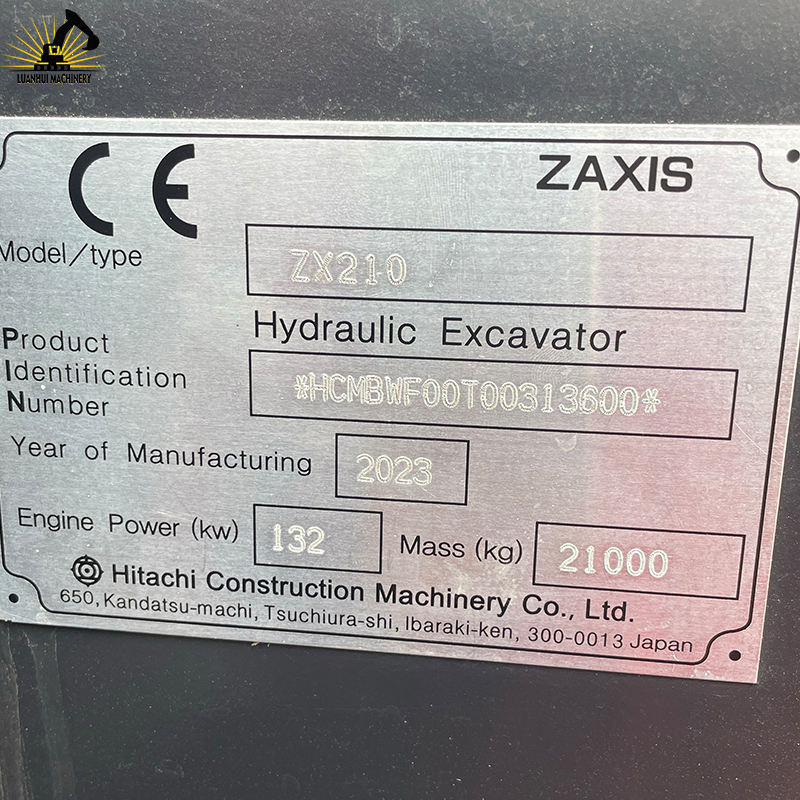 LUANHUI MACHINERY
CE
ZAXIS
Model/type
ZX210
Hydraulic Excavator
Product
Identification
Number
*HCMBWF00T00313600*
Year of Manufacturing
2023
Engine Power (kw)
132
Mass (kg)
21000
Hitachi Construction Machinery Co., Ltd.
650, Kandatsu-machi, Tsuchiura-shi, Ibaraki-ken, 300-0013 Japan